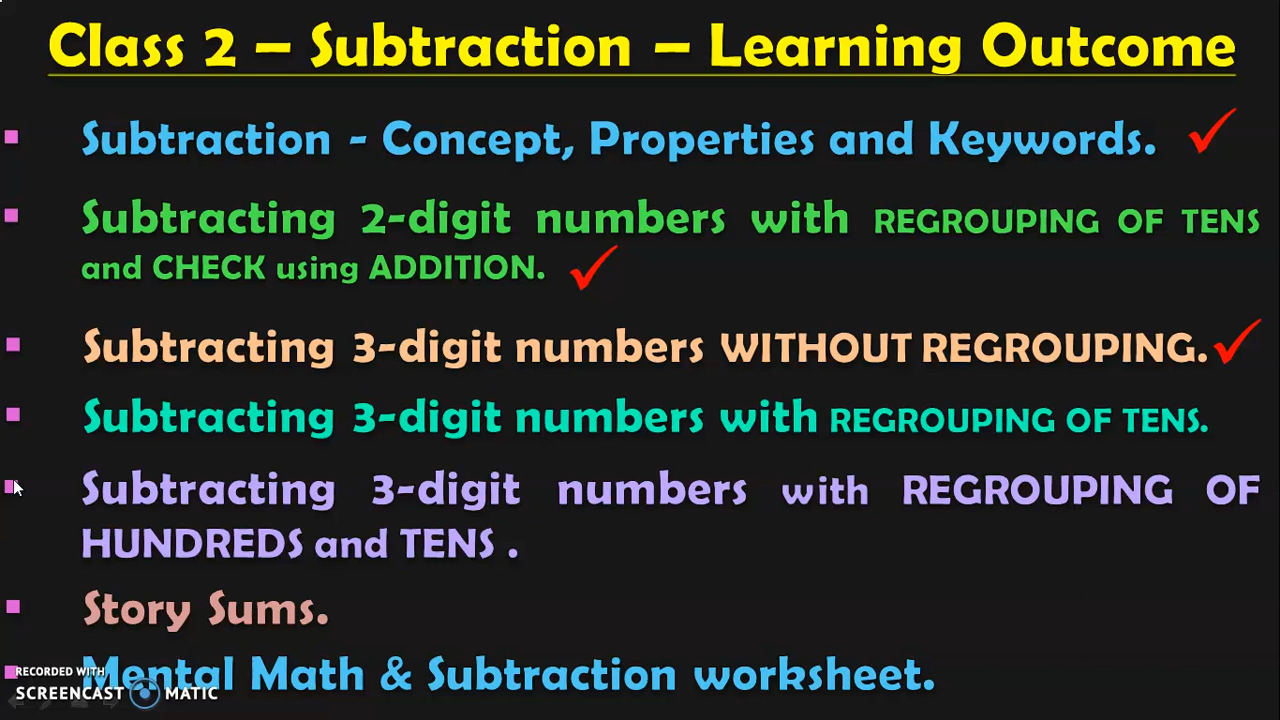 Class 2 – Subtraction – Learning Outcome
Subtraction - Concept, Properties and Keywords.
Subtracting 2-digit numbers with REGROUPING OF TENS
and CHECK using ADDITION.
Subtracting 3-digit numbers WITHOUT REGROUPING.
Subtracting 3-digit numbers with REGROUPING OF TENS.
Subtracting 3-digit numbers with REGROUPING OF
HUNDREDS and TENS .
Story Sums.
Mental Math & Subtraction worksheet.
RECORDED WITH
SCREENCAST MATIC